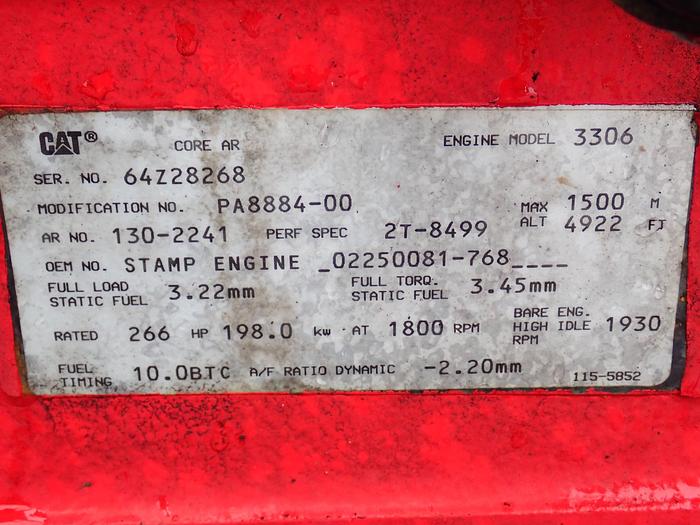 CAT® CORE AR ENGINE MODEL 3306
SER. NO. 64Z28268
MODIFICATION NO. PA8884-00 MAX 1500 M
AR NO. 130-2241 PERF SPEC 2T-8499 ALT 4922 FT
OEM NO. STAMP ENGINE _02250081-768____
FULL LOAD STATIC FUEL 3.22mm FULL TORQ. STATIC FUEL 3.45mm
RATED 266 HP 198.0 kw AT 1800 RPM BARE ENG. HIGH IDLE RPM 1930
FUEL TIMING 10.0BTC A/F RATIO DYNAMIC -2.20mm
115-5852